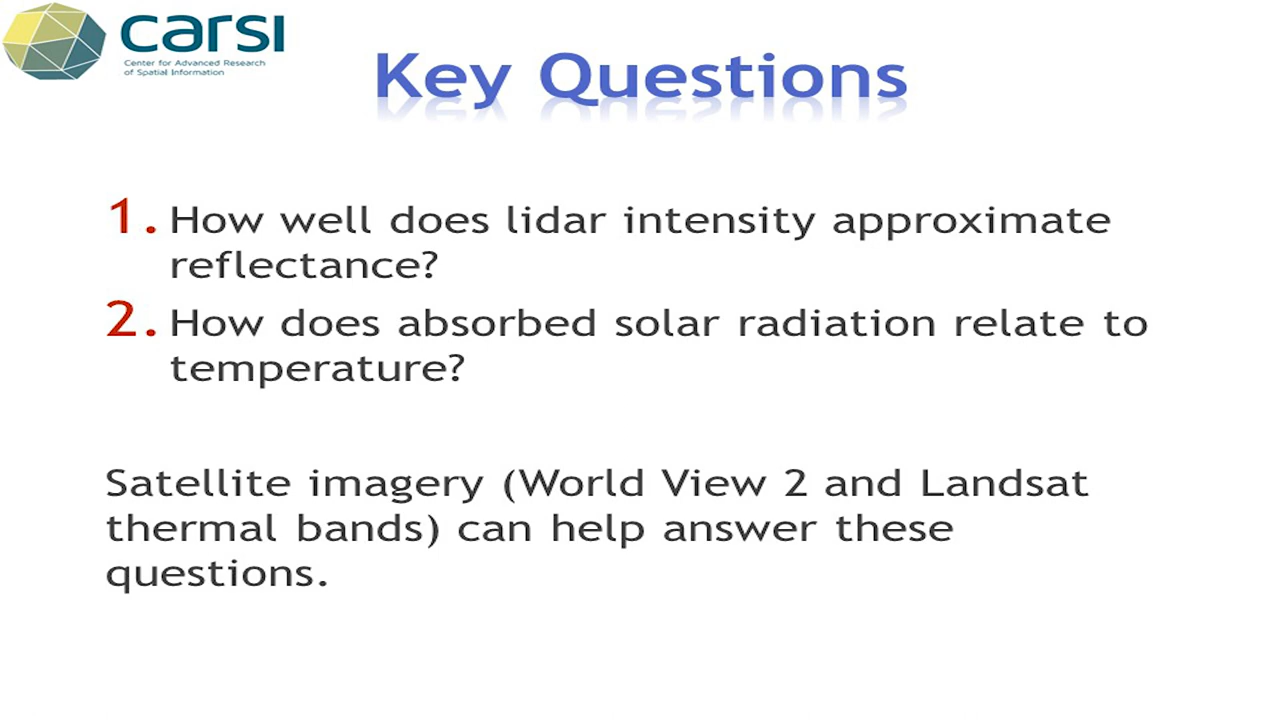 carsi
Center for Advanced Research
of Spatial Information
Key Questions
1. How well does lidar intensity approximate
reflectance?
2. How does absorbed solar radiation relate to
temperature?
Satellite imagery (World View 2 and Landsat
thermal bands) can help answer these
questions.